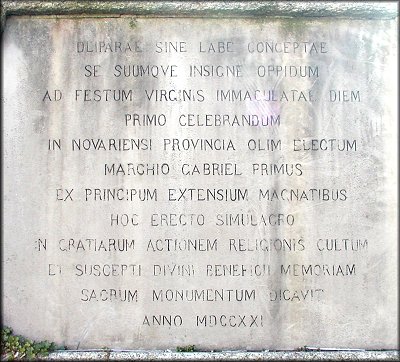 DEIPARAE SINE LABE CONCEPTAE
SE SUUMQVE INSIGNE OPPIDUM
AD FESTUM VIRGINIS IMMACULATAE DIEM
PRIMO CELEBRANDUM
IN NOVARIENSI PROVINCIA OLIM ELECTUM
MARCHIO GABRIEL PRIMUS
EX PRINCIPUM EXTENSIUM MAGNATIBUS
HOC ERECTO SIMULACRO
IN GRATIARUM ACTIONEM RELIGIONIS CULTUM
ET SUSCEPTI DIVINI BENEFICII MEMORIAM
SACRUM MONUMENTUM DICAVIT
ANNO MDCCXXI